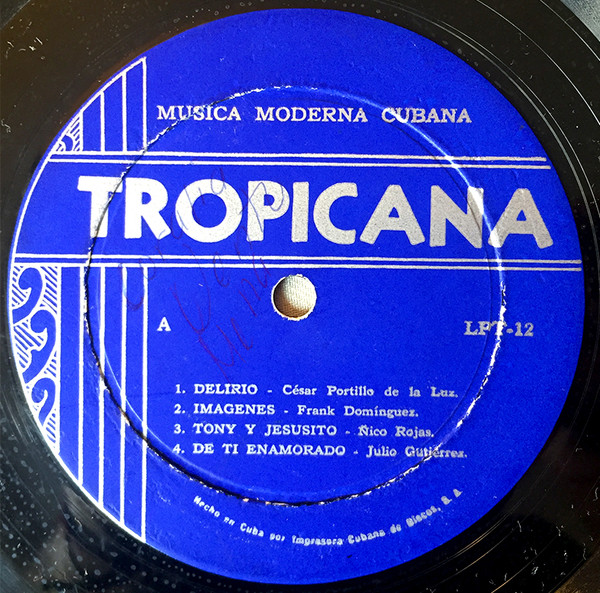 MUSICA MODERNA CUBANA
TROPICANA
A
LPT-12
1. DELIRIO - César Portillo de la Luz.
2. IMAGENES - Frank Domínguez.
3. TONY Y JESUSITO - Ñico Rojas.
4. DE TI ENAMORADO - Julio Gutiérrez.
Hecho en Cuba por Impresora Cubana de Discos, S. A.